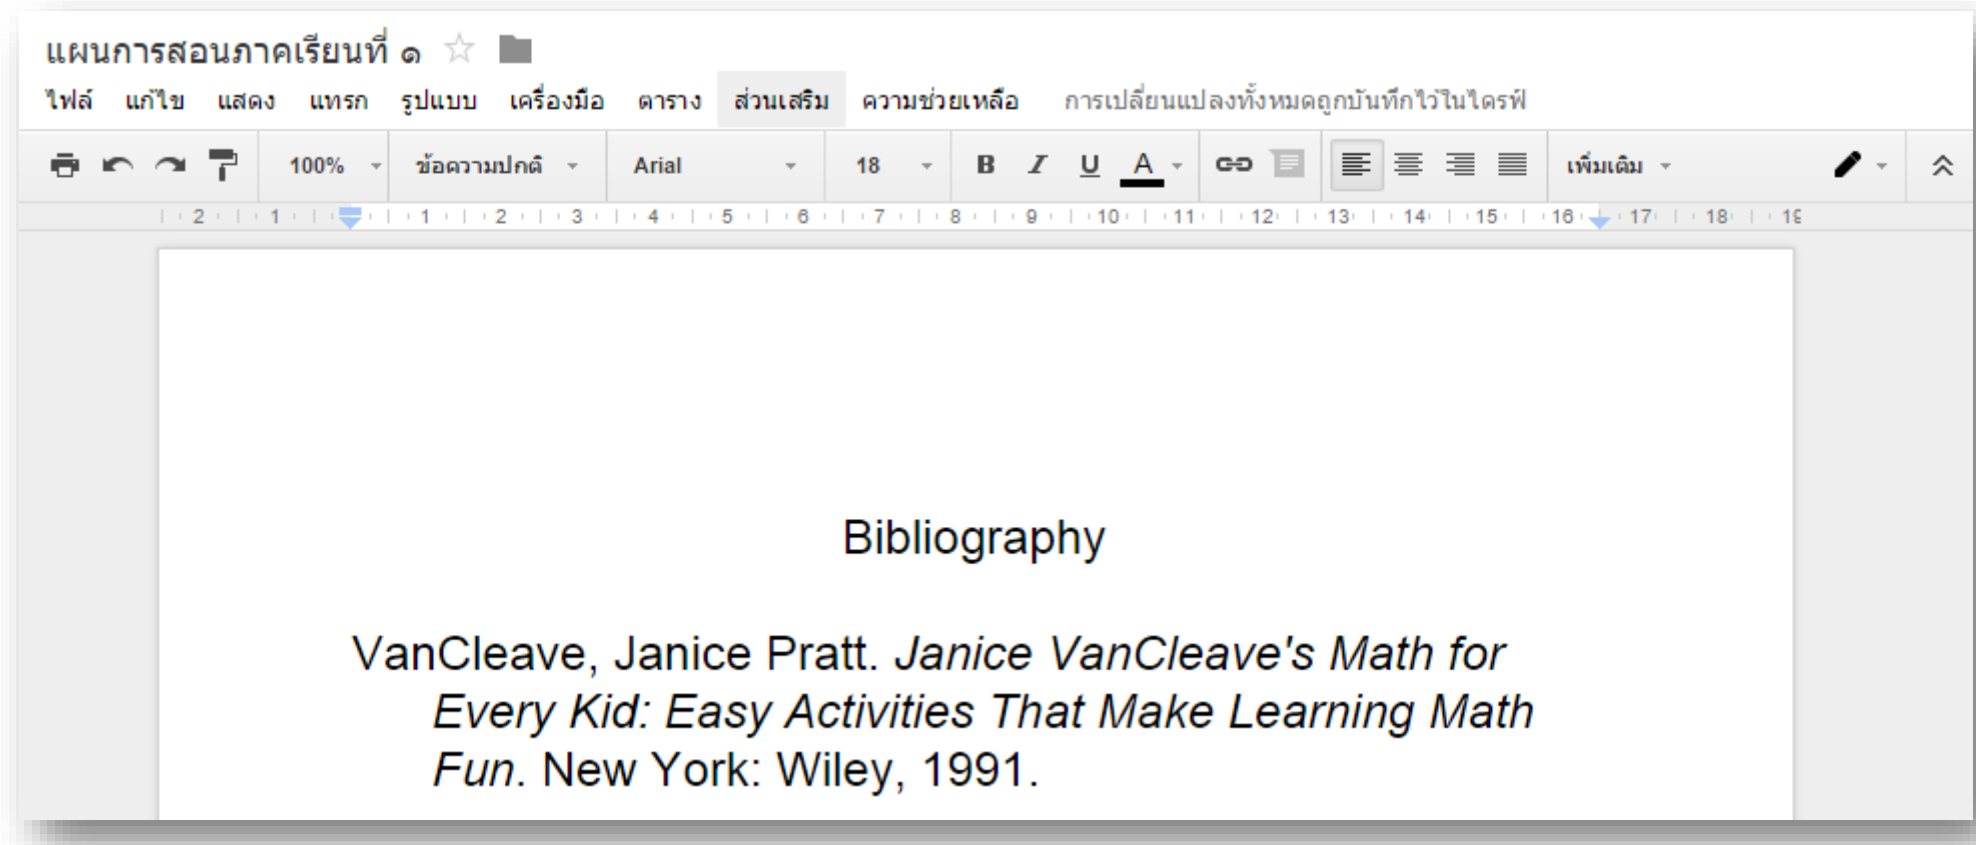 แผนการสอนภาคเรียนที่ ๑
ไฟล์ แก้ไข แสดง แทรก รูปแบบ เครื่องมือ ตาราง ส่วนเสริม ความช่วยเหลือ การเปลี่ยนแปลงทั้งหมดถูกบันทึกไว้ในไดรฟ์
100% ข้อความปกติ Arial 18 B I U A เพิ่มเติม
2 1 1 2 3 4 5 6 7 8 9 10 11 12 13 14 15 16 17 18 19
Bibliography
VanCleave, Janice Pratt. Janice VanCleave's Math for
Every Kid: Easy Activities That Make Learning Math
Fun. New York: Wiley, 1991.